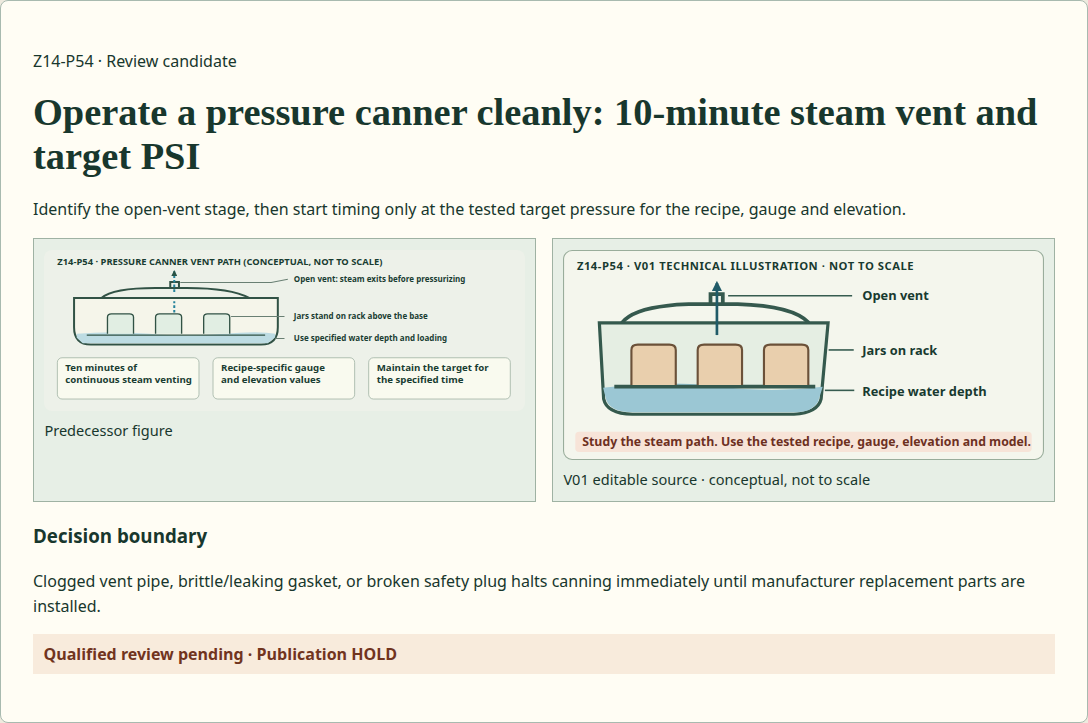 Z14-P54 · Review candidate
Operate a pressure canner cleanly: 10-minute steam vent and
target PSI
Identify the open-vent stage, then start timing only at the tested target pressure for the recipe, gauge and elevation.
Z14-P54 · PRESSURE CANNER VENT PATH (CONCEPTUAL, NOT TO SCALE)
Open vent: steam exits before pressurizing
Jars stand on rack above the base
Use specified water depth and loading
Ten minutes of
continuous steam venting
Recipe-specific gauge
and elevation values
Maintain the target for
the specified time
Predecessor figure
Z14-P54 · V01 TECHNICAL ILLUSTRATION · NOT TO SCALE
Open vent
Jars on rack
Recipe water depth
Study the steam path. Use the tested recipe, gauge, elevation and model.
V01 editable source · conceptual, not to scale
Decision boundary
Clogged vent pipe, brittle/leaking gasket, or broken safety plug halts canning immediately until manufacturer replacement parts are
installed.
Qualified review pending · Publication HOLD